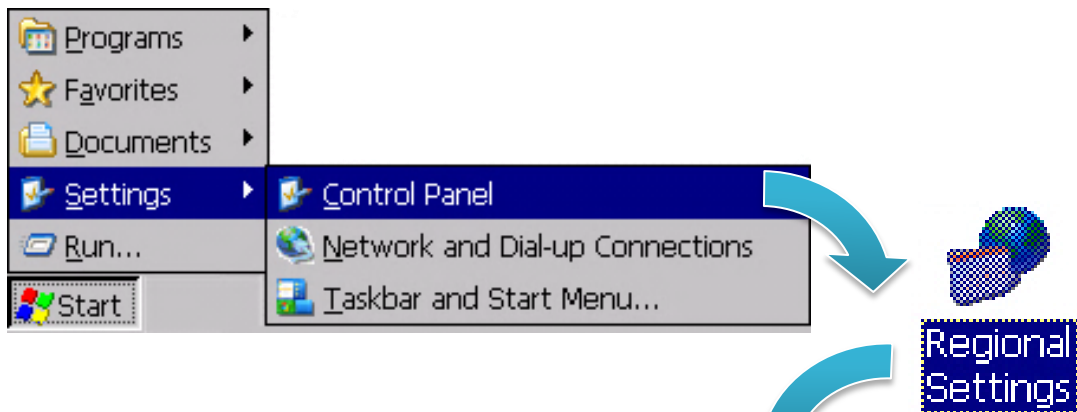 Programs
Favorites
Documents
Settings
Run...
Start
Control Panel
Network and Dial-up Connections
Taskbar and Start Menu...
Regional
Settings